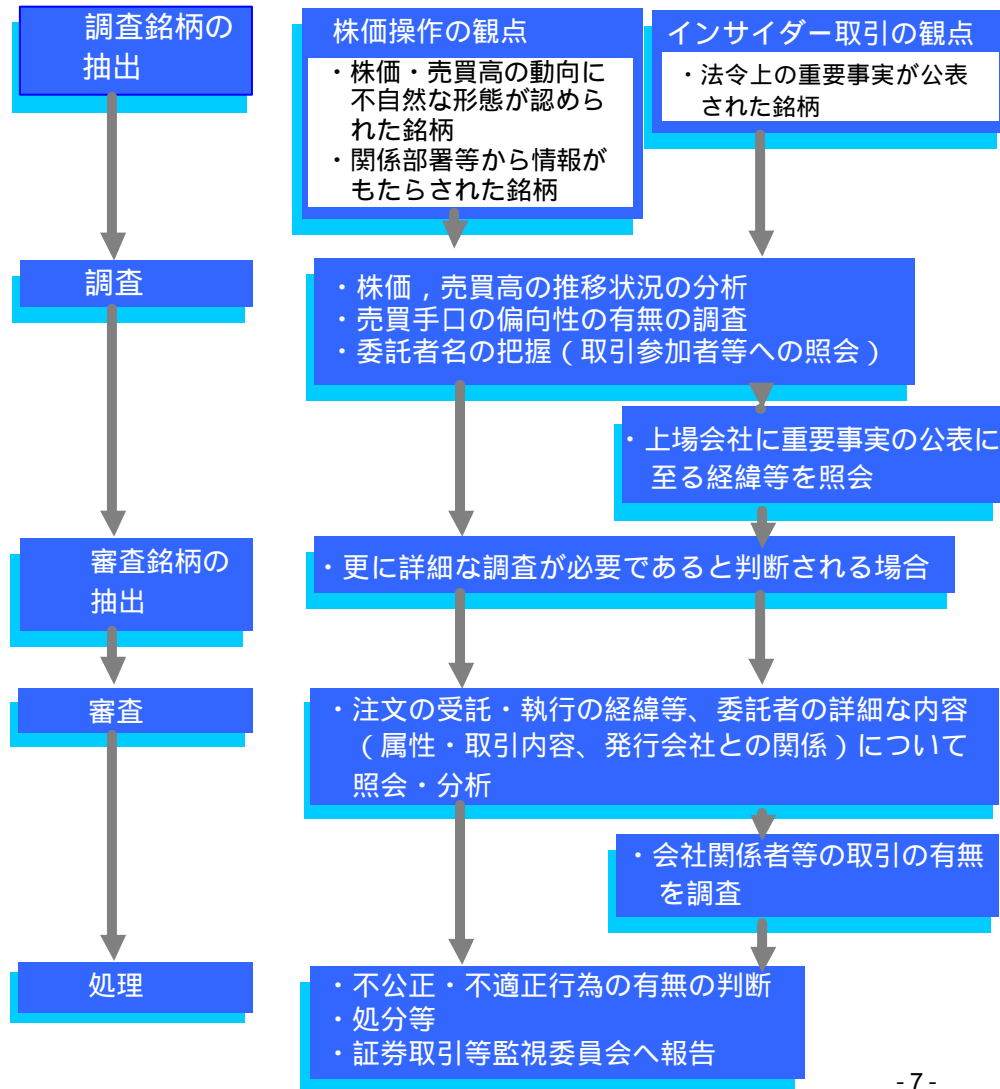 調査銘柄の
抽出
株価操作の観点
・株価・売買高の動向に
不自然な形態が認めら
れた銘柄
・関係部署等から情報が
もたらされた銘柄
インサイダー取引の観点
・法令上の重要事実が公表
された銘柄
調査
・株価，売買高の推移状況の分析
・売買手口の偏向性の有無の調査
・委託者名の把握（取引参加者等への照会）
・上場会社に重要事実の公表に
至る経緯等を照会
審査銘柄の
抽出
・更に詳細な調査が必要であると判断される場合
審査
・注文の受託・執行の経緯等、委託者の詳細な内容
（属性・取引内容、発行会社との関係）について
照会・分析
・会社関係者等の取引の有無
を調査
処理
・不公正・不適正行為の有無の判断
・処分等
・証券取引等監視委員会へ報告
- 7 -